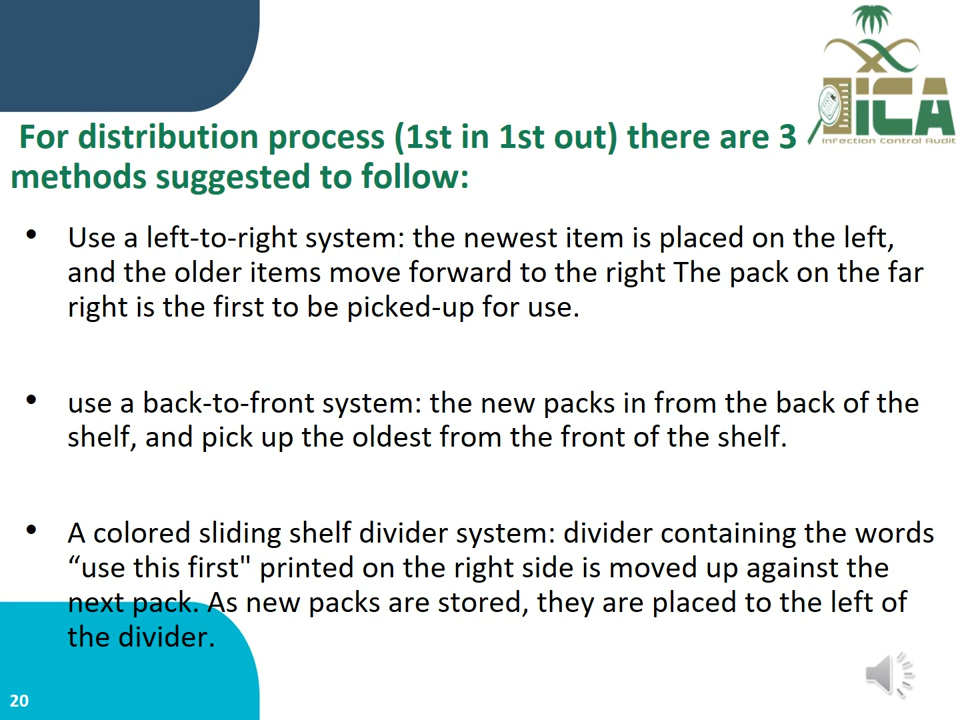 ICA
Infection Control Audit
For distribution process (1st in 1st out) there are 3
methods suggested to follow:
• Use a left-to-right system: the newest item is placed on the left,
and the older items move forward to the right The pack on the far
right is the first to be picked-up for use.
• use a back-to-front system: the new packs in from the back of the
shelf, and pick up the oldest from the front of the shelf.
• A colored sliding shelf divider system: divider containing the words
“use this first" printed on the right side is moved up against the
next pack. As new packs are stored, they are placed to the left of
the divider.
20